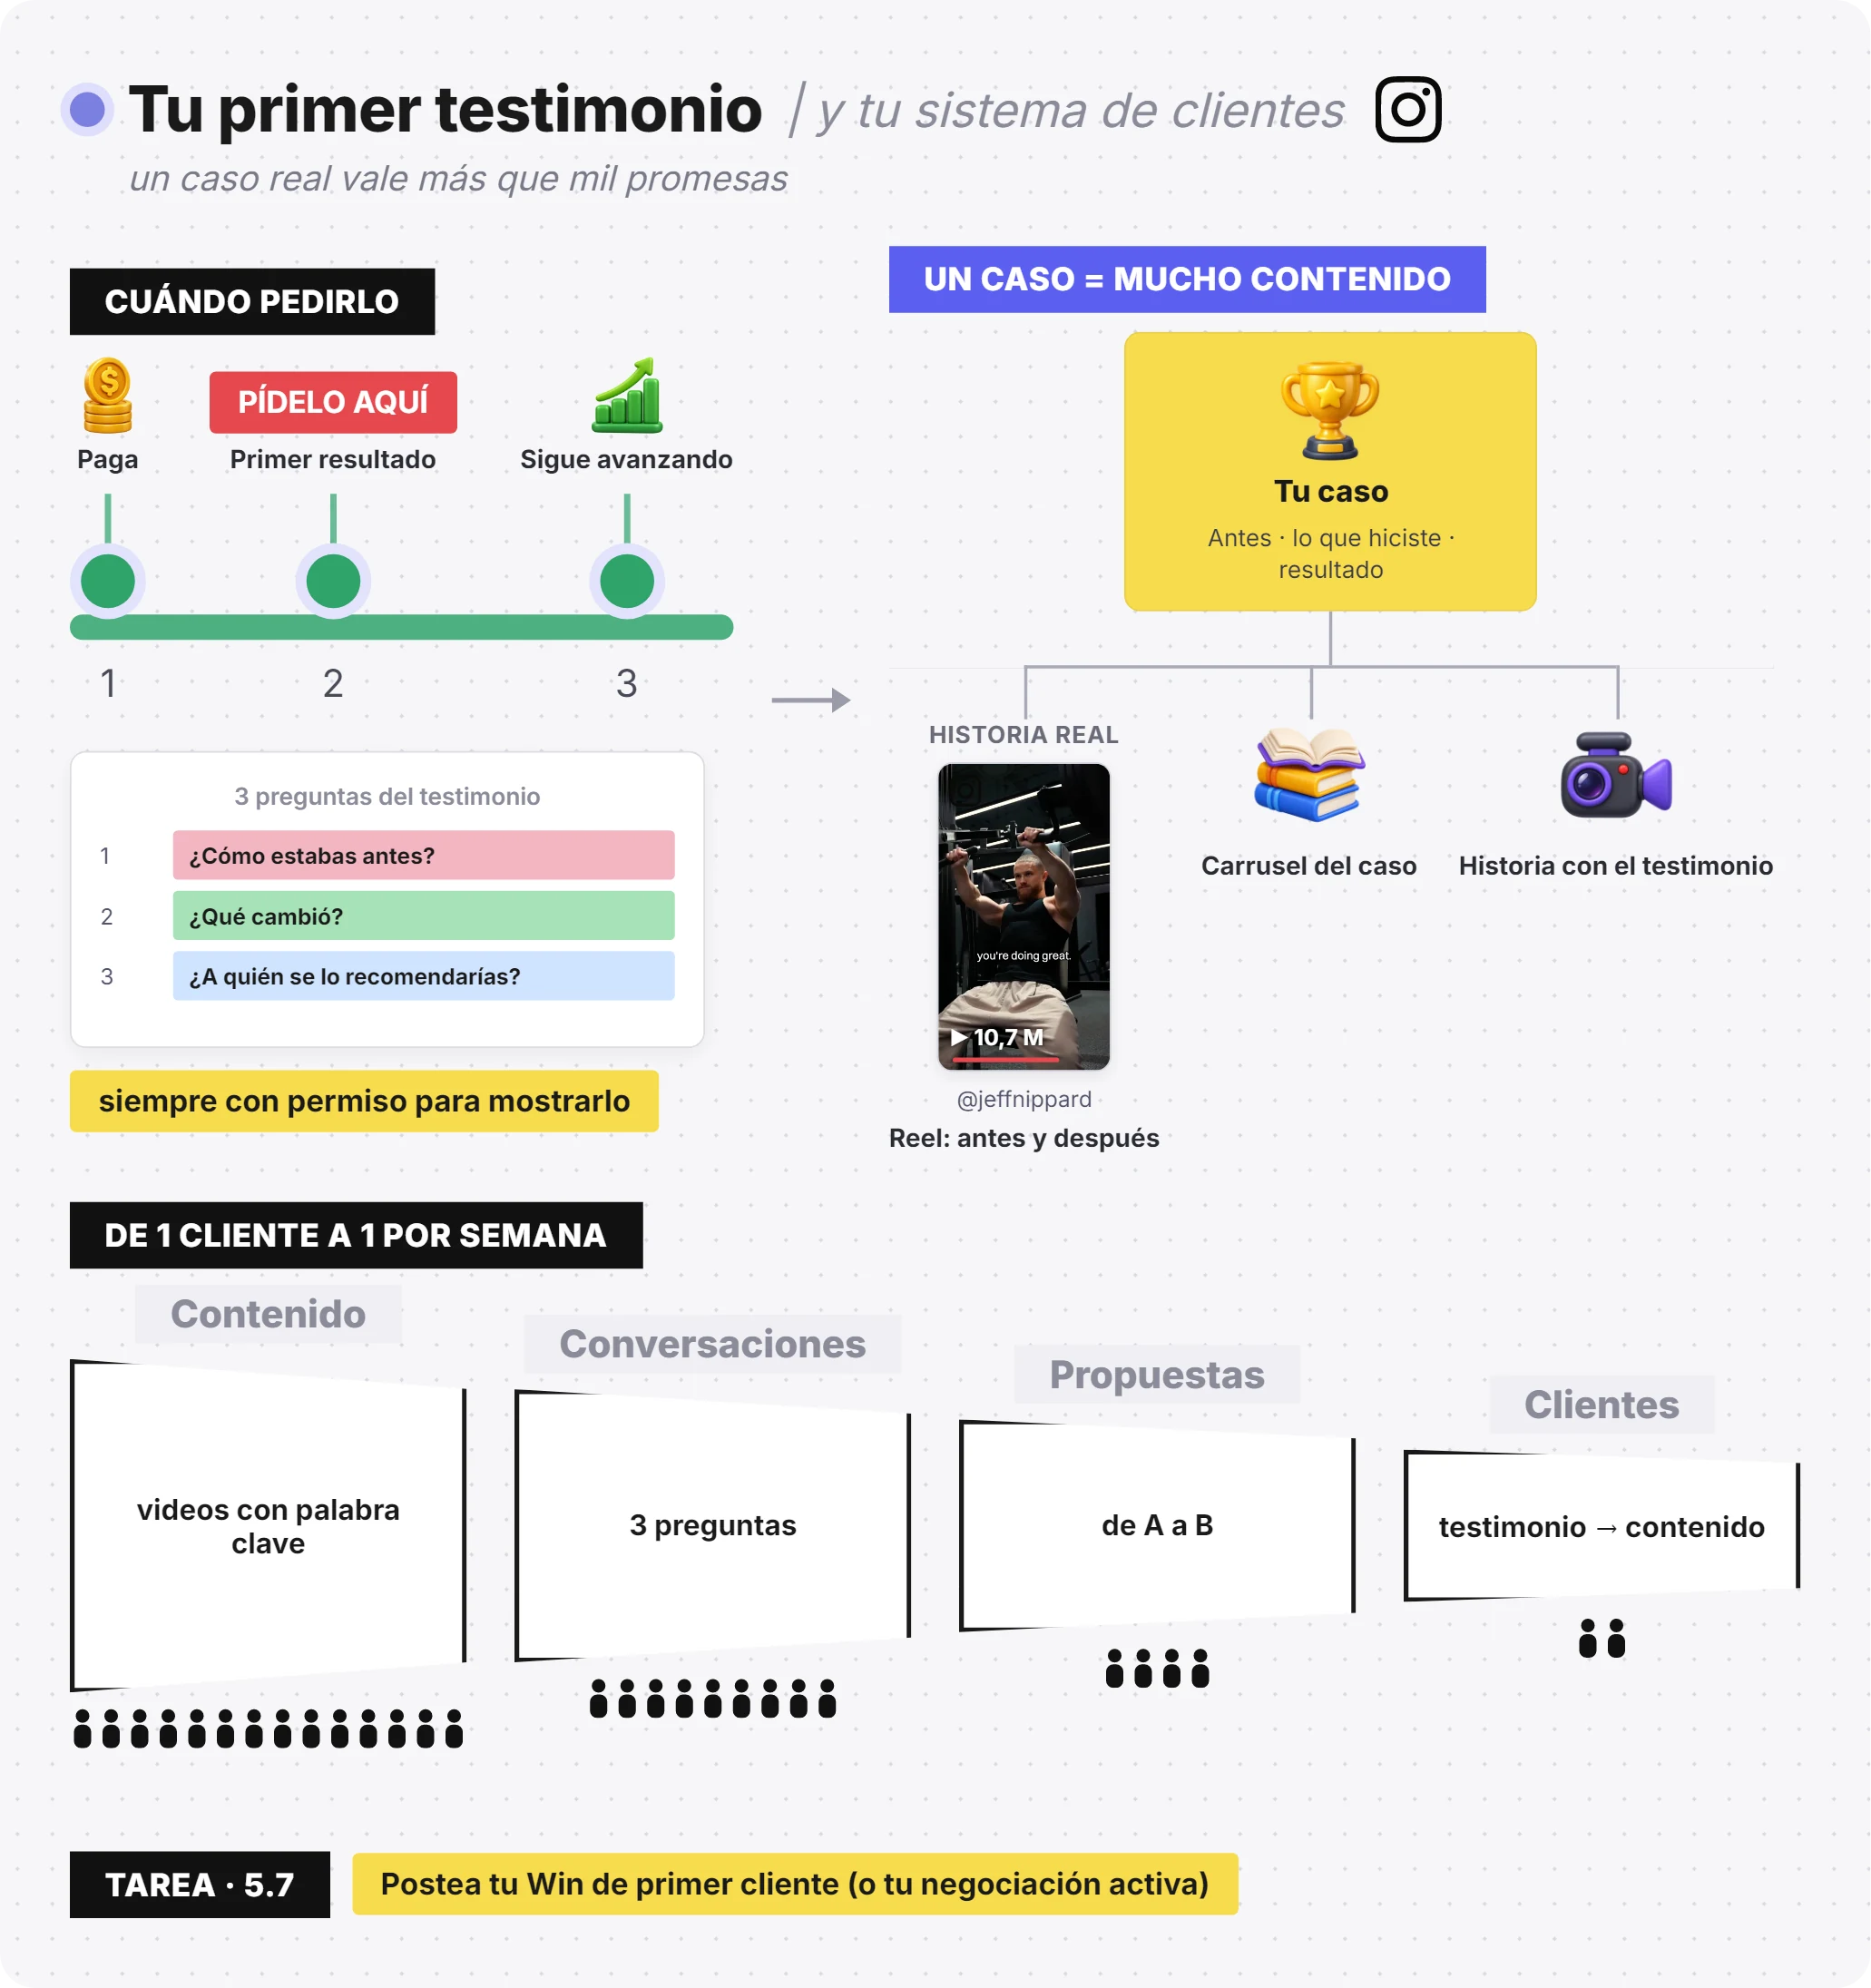 Tu primer testimonio / y tu sistema de clientes
un caso real vale más que mil promesas
CUÁNDO PEDIRLO
PÍDELO AQUÍ
Paga
Primer resultado
Sigue avanzando
1
2
3
3 preguntas del testimonio
1 ¿Cómo estabas antes?
2 ¿Qué cambió?
3 ¿A quién se lo recomendarías?
siempre con permiso para mostrarlo
UN CASO = MUCHO CONTENIDO
Tu caso
Antes · lo que hiciste ·
resultado
HISTORIA REAL
you're doing great.
10,7 M
@jeffnippard
Reel: antes y después
Carrusel del caso
Historia con el testimonio
DE 1 CLIENTE A 1 POR SEMANA
Contenido
videos con palabra
clave
Conversaciones
3 preguntas
Propuestas
de A a B
Clientes
testimonio → contenido
TAREA · 5.7
Postea tu Win de primer cliente (o tu negociación activa)